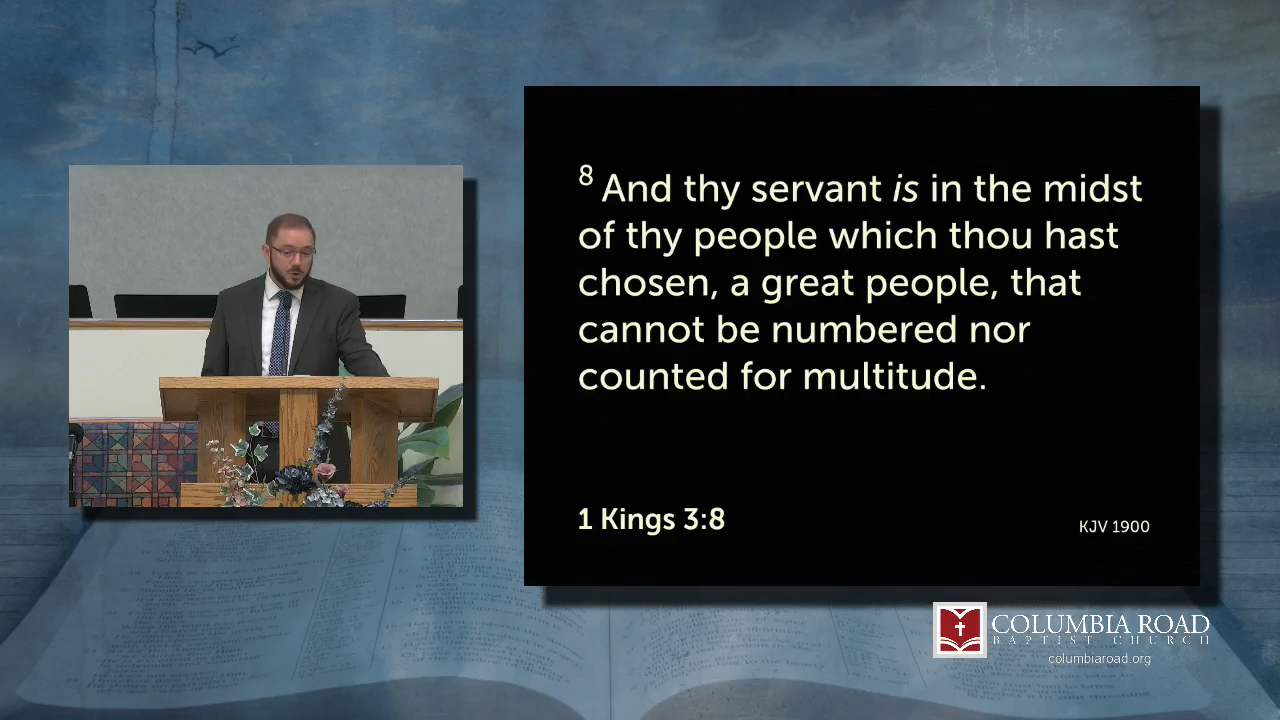 8 And thy servant is in the midst
of thy people which thou hast
chosen, a great people, that
cannot be numbered nor
counted for multitude.
1 Kings 3:8
KJV 1900
COLUMBIA ROAD
BAPTIST CHURCH
columbiaroad.org